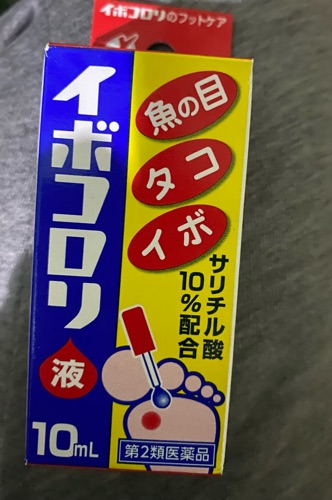 イボコロリのフットケア
イボコロリ
液
10mL
魚の目
タコ
イボ
サリチル酸
10%配合
第2類医薬品